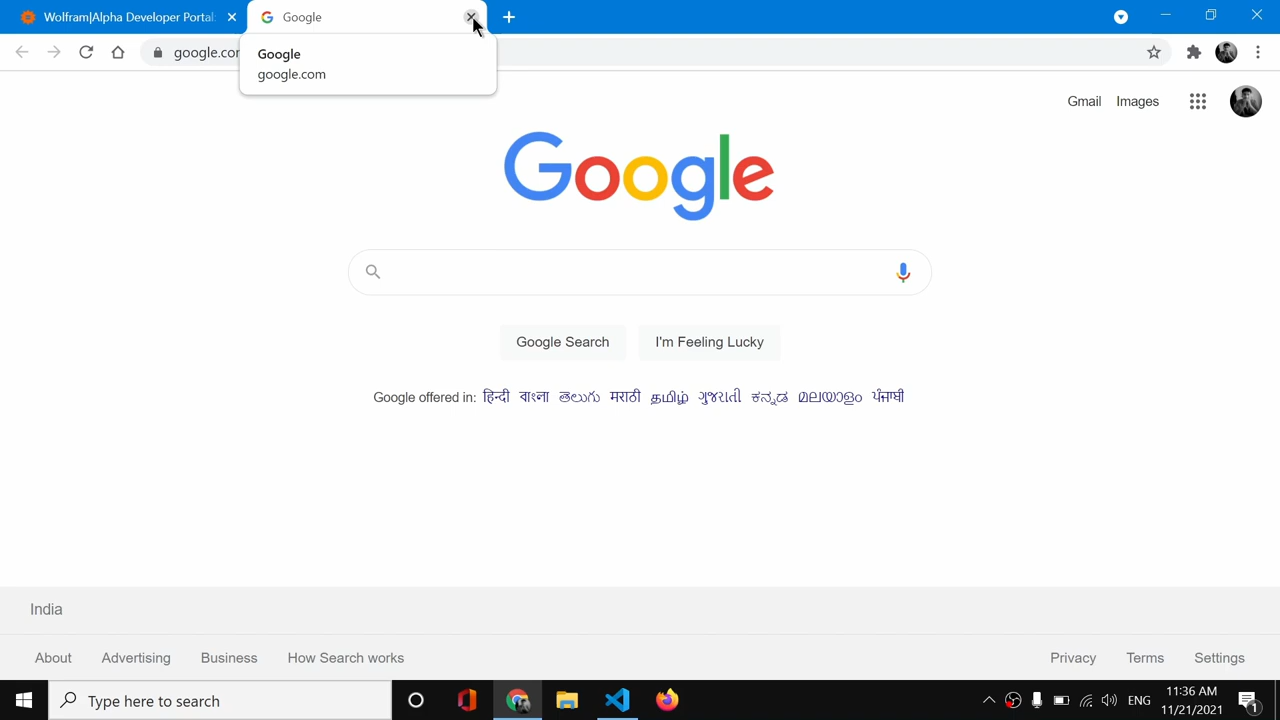 Wolfram|Alpha Developer Portal
Google
google.com
Google
google.com
Gmail
Images
Google
Google Search
I'm Feeling Lucky
Google offered in: हिन्दी বাংলা తెలుగు मराठी தமிழ் ગુજરાતી ಕನ್ನಡ മലയാളം ਪੰਜਾਬੀ
India
About
Advertising
Business
How Search works
Privacy
Terms
Settings
Type here to search
ENG
11:36 AM
11/21/2021
1